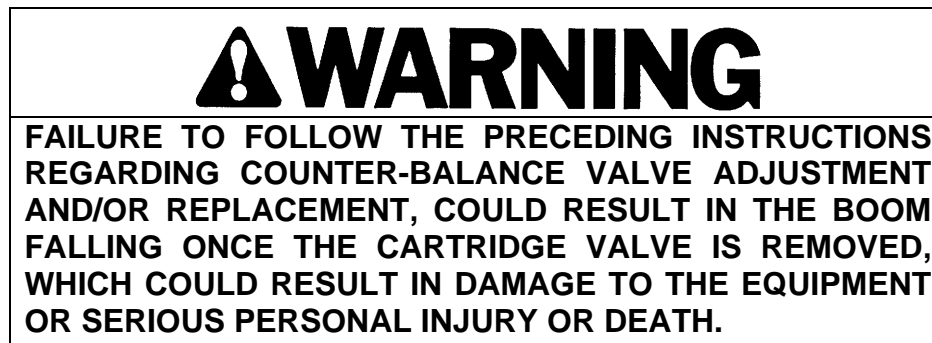 WARNING
FAILURE TO FOLLOW THE PRECEDING INSTRUCTIONS
REGARDING COUNTER-BALANCE VALVE ADJUSTMENT
AND/OR REPLACEMENT, COULD RESULT IN THE BOOM
FALLING ONCE THE CARTRIDGE VALVE IS REMOVED,
WHICH COULD RESULT IN DAMAGE TO THE EQUIPMENT
OR SERIOUS PERSONAL INJURY OR DEATH.